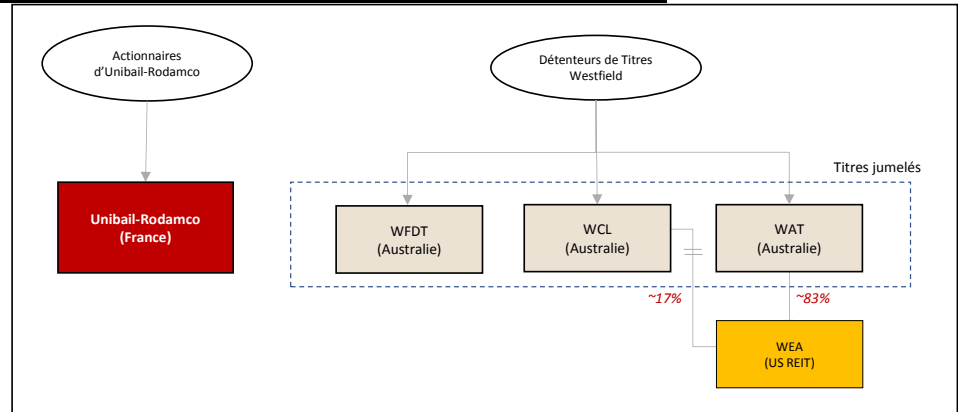 Actionnaires
d'Unibail-Rodamco
Détenteurs de Titres
Westfield
Titres jumelés
Unibail-Rodamco
(France)
WFDT
(Australie)
WCL
(Australie)
WAT
(Australie)
~17%
~83%
WEA
(US REIT)